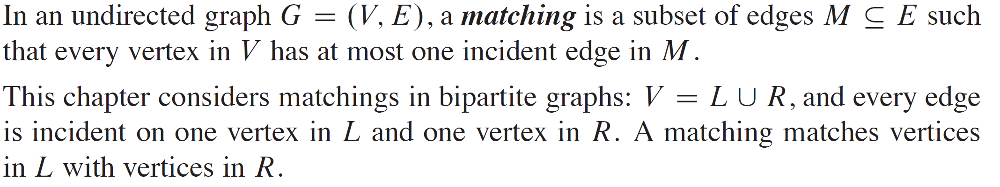 In an undirected graph G = (V, E), a matching is a subset of edges M ⊆ E such
that every vertex in V has at most one incident edge in M.
This chapter considers matchings in bipartite graphs: V = L ∪ R, and every edge
is incident on one vertex in L and one vertex in R. A matching matches vertices
in L with vertices in R.